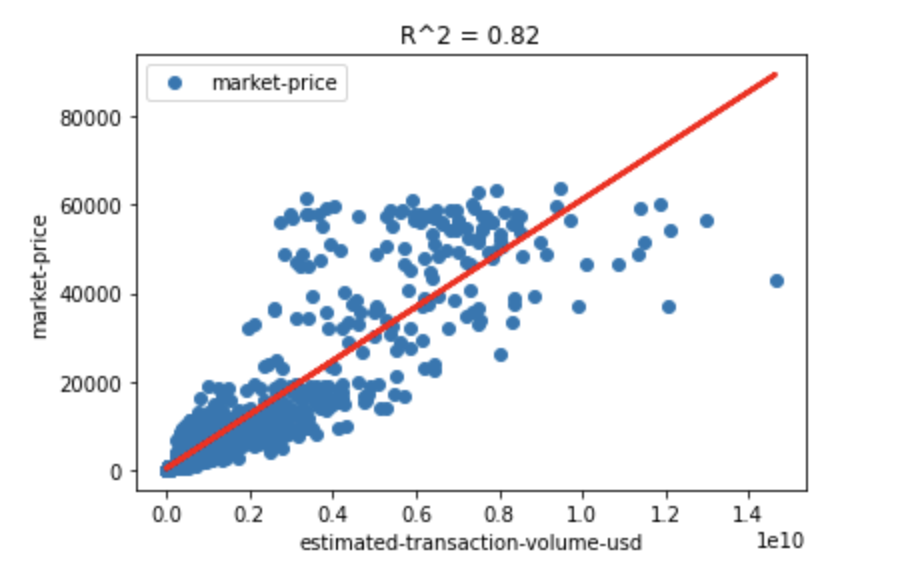 R^2 = 0.82
market-price
80000
60000
40000
20000
0
market-price
0.0 0.2 0.4 0.6 0.8 1.0 1.2 1.4
1e10
estimated-transaction-volume-usd